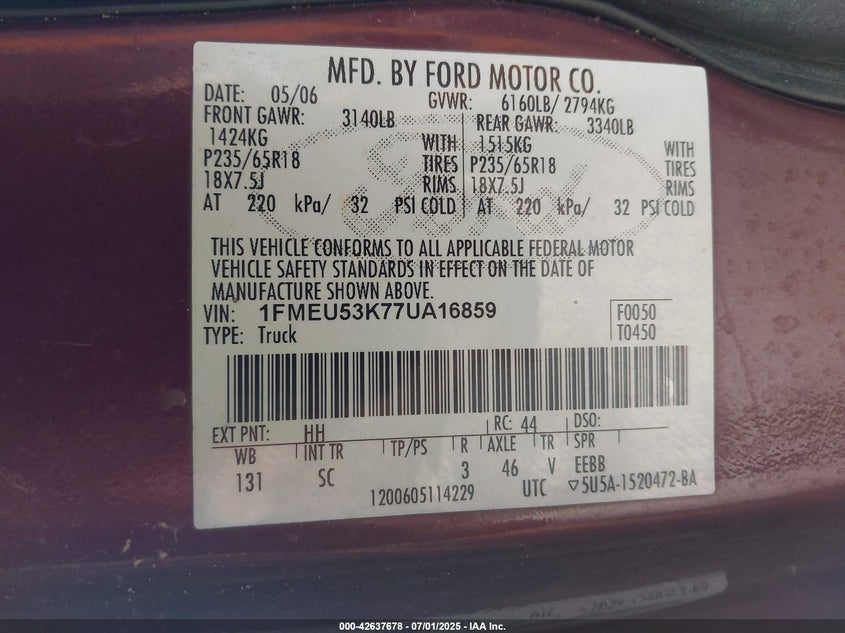 MFD. BY FORD MOTOR CO.
DATE: 05/06 GVWR: 6160LB/ 2794KG
FRONT GAWR: 3140LB REAR GAWR: 3340LB
1424KG WITH 1515KG WITH
P235/65R18 TIRES P235/65R18 TIRES
18X7.5J RIMS 18X7.5J RIMS
AT 220 kPa/ 32 PSI COLD AT 220 kPa/ 32 PSI COLD
Ford
THIS VEHICLE CONFORMS TO ALL APPLICABLE FEDERAL MOTOR
VEHICLE SAFETY STANDARDS IN EFFECT ON THE DATE OF
MANUFACTURE SHOWN ABOVE.
VIN: 1FMEU53K77UA16859 F0050
TYPE: Truck T0450
EXT PNT: HH RC: 44 DSO:
WB INT TR TP/PS R AXLE TR SPR
131 SC 3 46 V EEBB
1200605114229 UTC ▽5U5A-1520472-BA
000-42637678 - 07/01/2025 - IAA Inc.